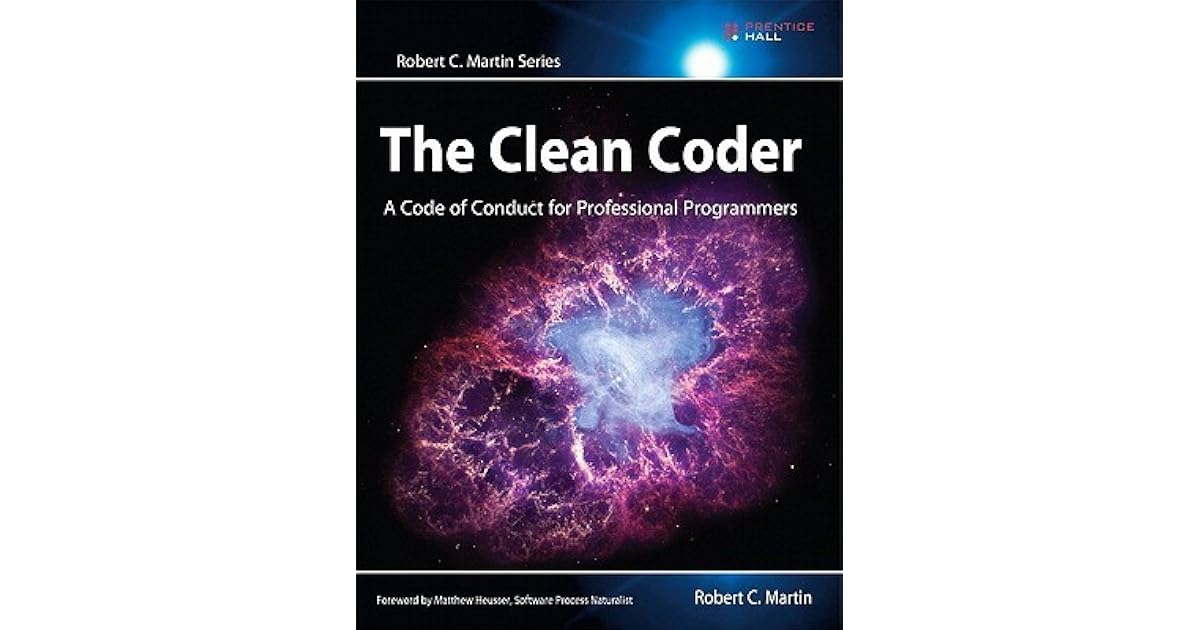 PRENTICE
HALL
Robert C. Martin Series
The Clean Coder
A Code of Conduct for Professional Programmers
Foreword by Matthew Heusser, Software Process Naturalist
Robert C. Martin